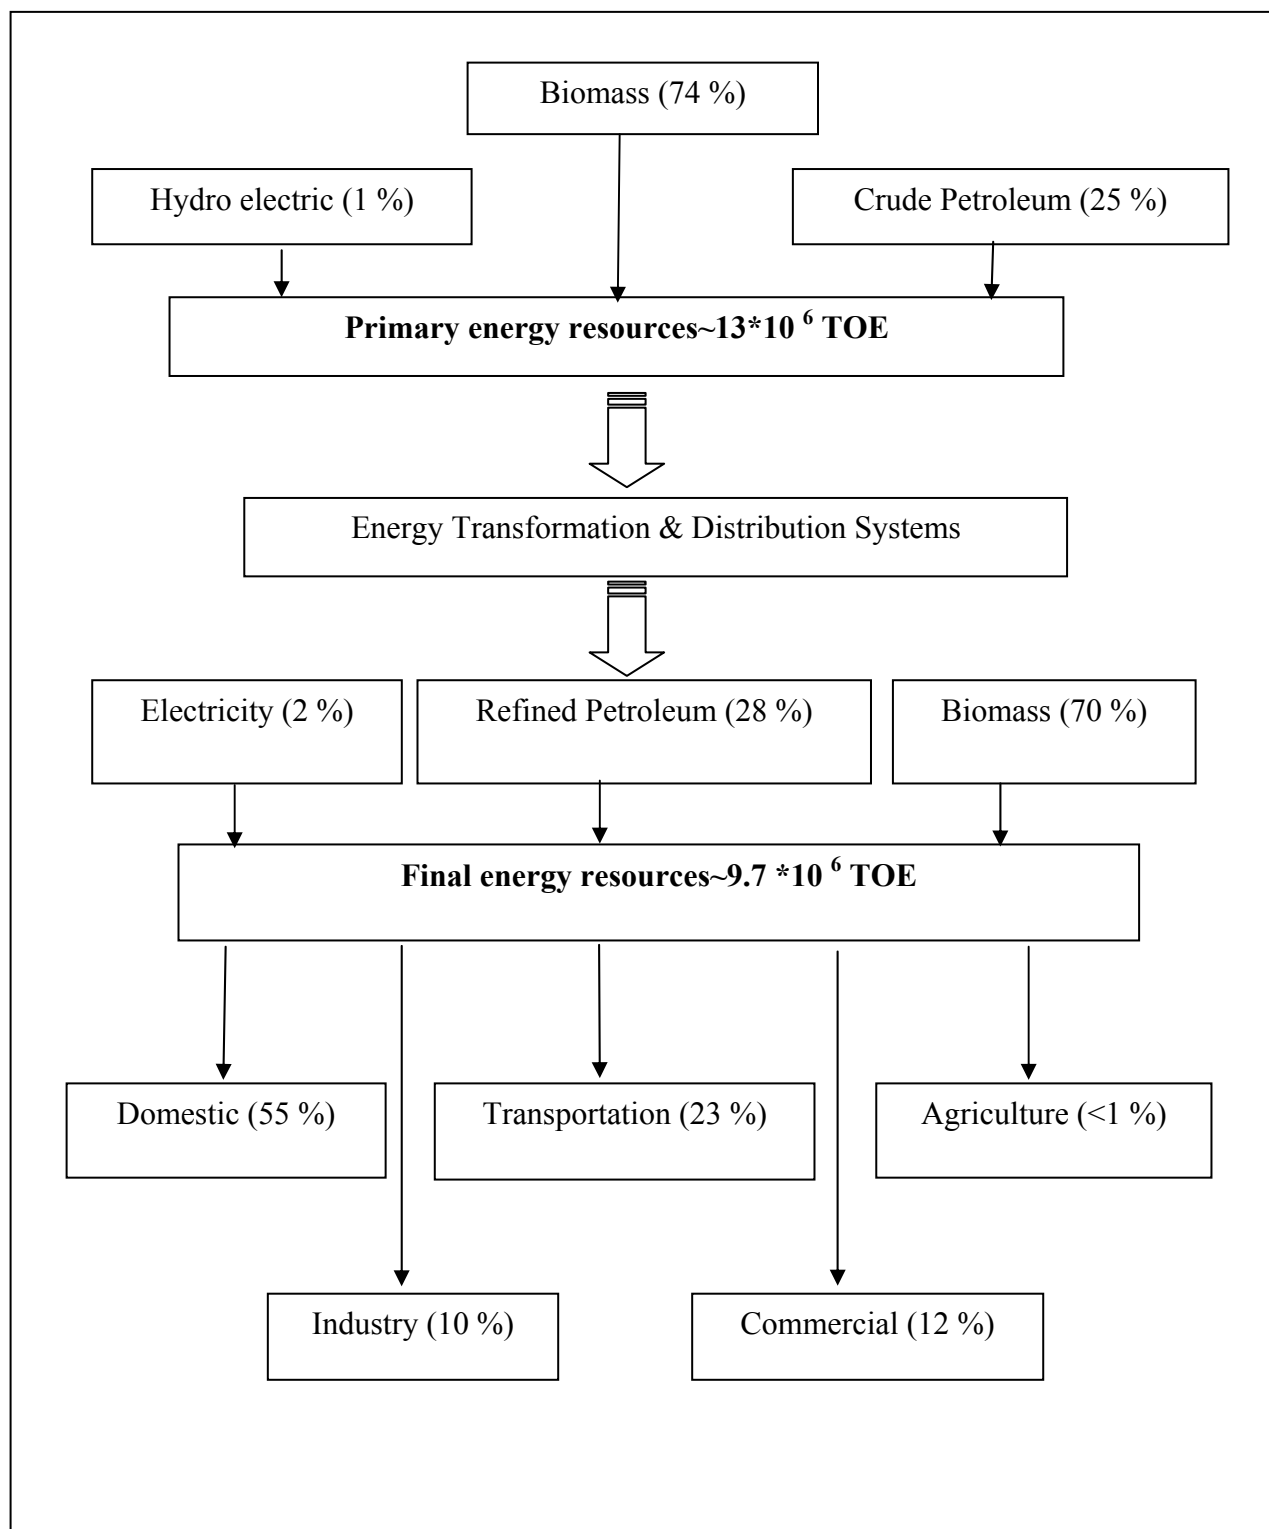 Biomass (74 %)
Hydro electric (1 %)
Crude Petroleum (25 %)
Primary energy resources~13*10 ⁶ TOE
Energy Transformation & Distribution Systems
Electricity (2 %)
Refined Petroleum (28 %)
Biomass (70 %)
Final energy resources~9.7 *10 ⁶ TOE
Domestic (55 %)
Transportation (23 %)
Agriculture (<1 %)
Industry (10 %)
Commercial (12 %)